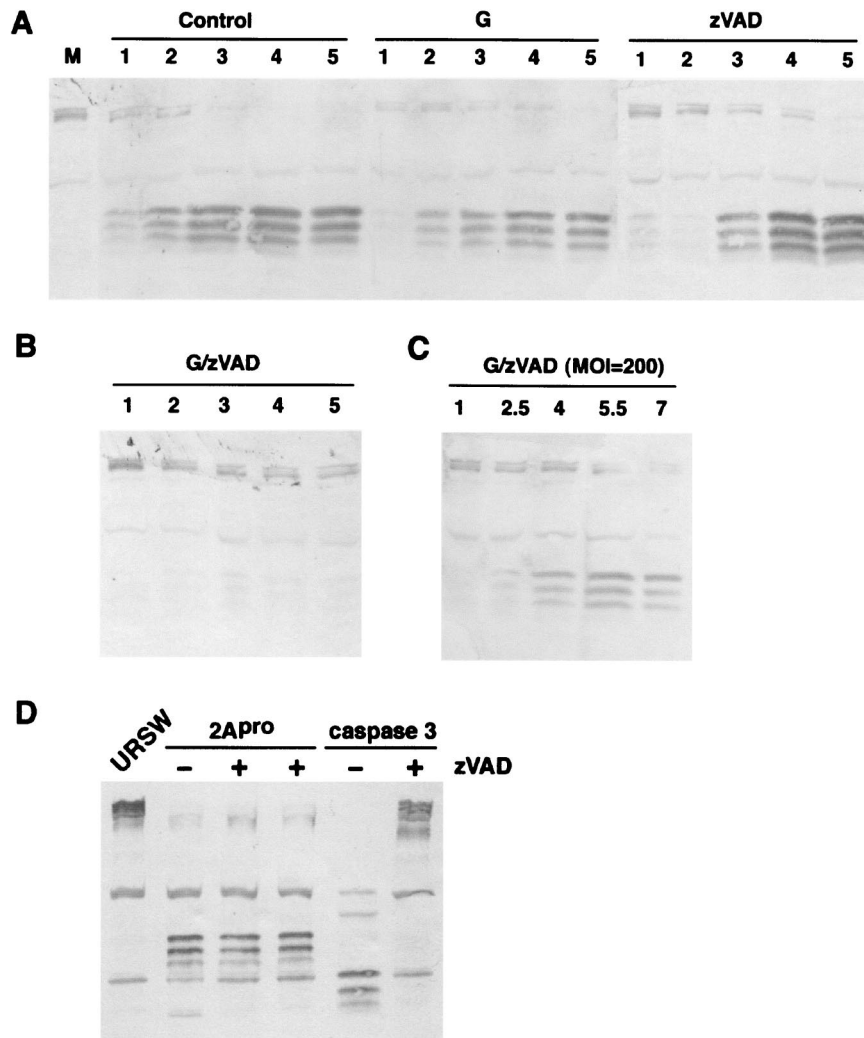 A
Control G zVAD
M 1 2 3 4 5 1 2 3 4 5 1 2 3 4 5
B
G/zVAD
1 2 3 4 5
C
G/zVAD (MOI=200)
1 2.5 4 5.5 7
D
URSW 2Apro caspase 3
− + + − + zVAD